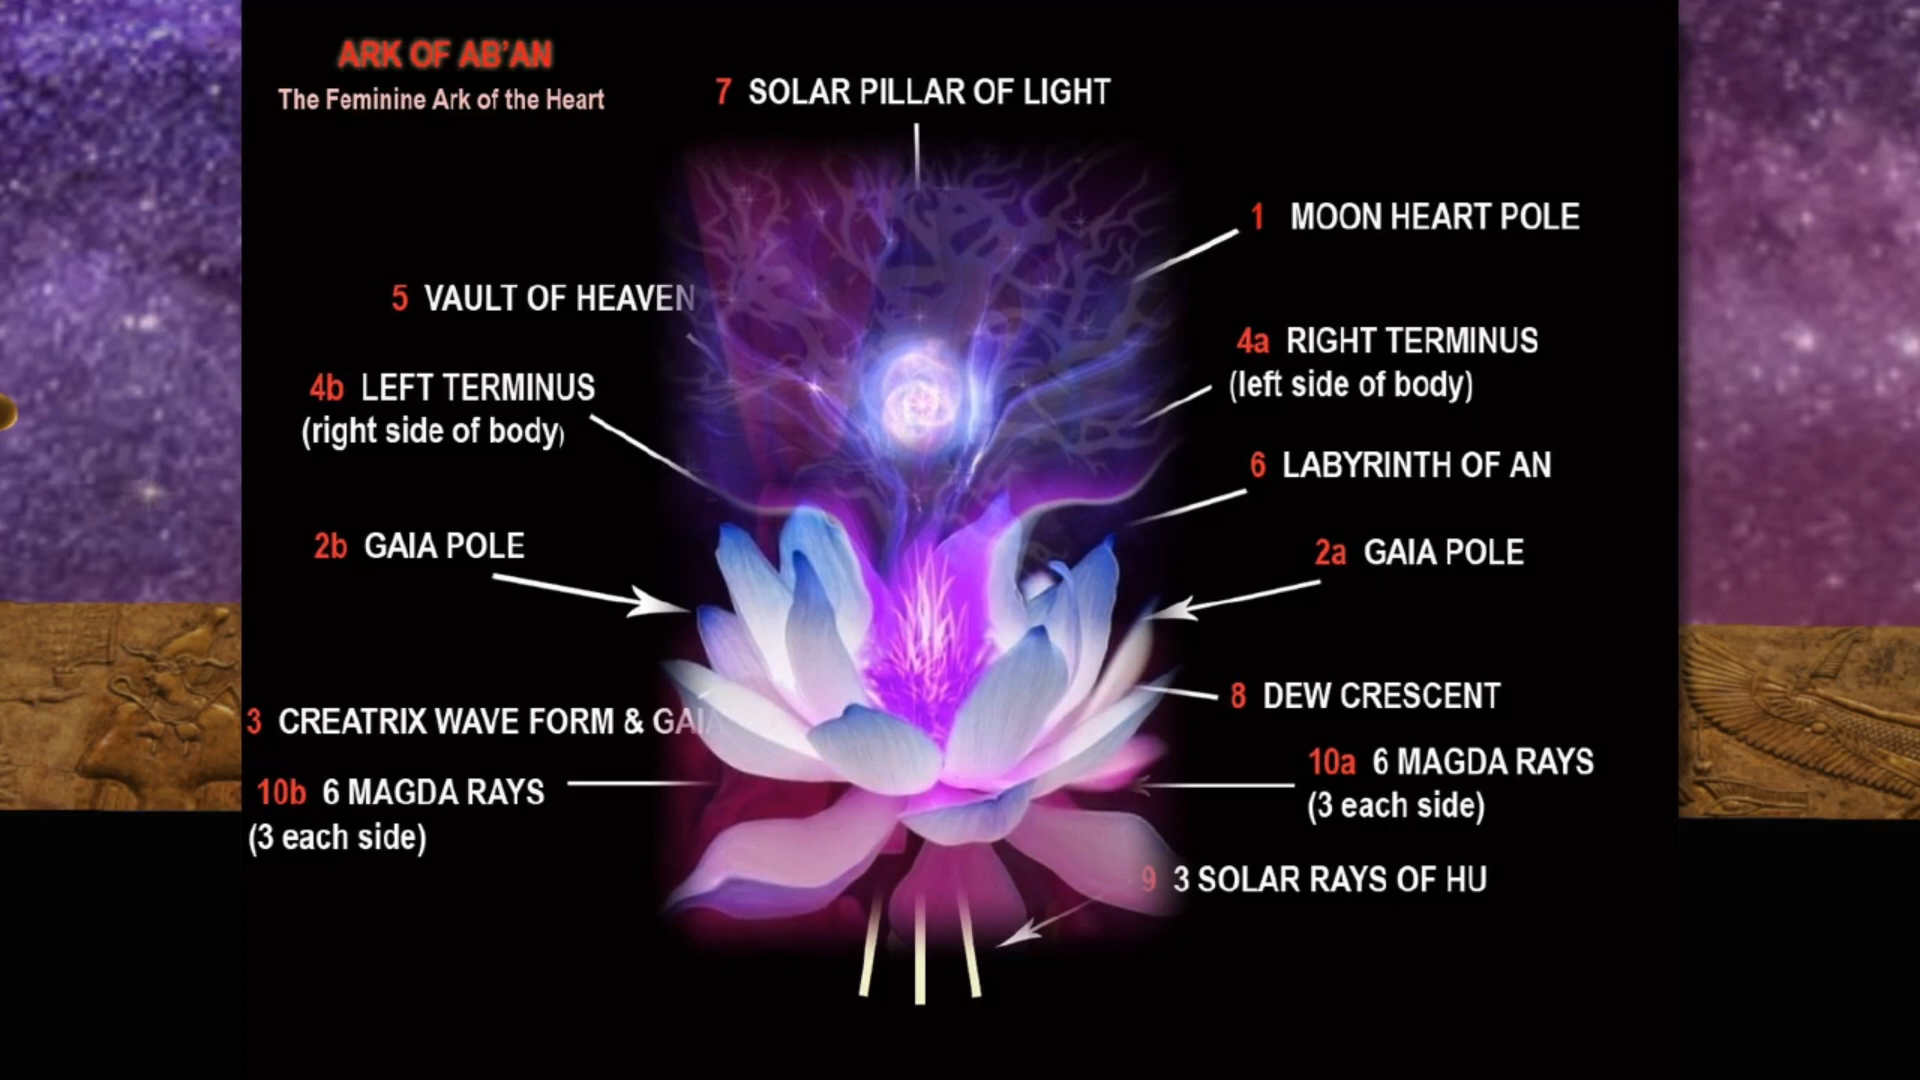 ARK OF AB'AN
The Feminine Ark of the Heart
7 SOLAR PILLAR OF LIGHT
1 MOON HEART POLE
5 VAULT OF HEAVEN
4a RIGHT TERMINUS
(left side of body)
4b LEFT TERMINUS
(right side of body)
6 LABYRINTH OF AN
2b GAIA POLE
2a GAIA POLE
3 CREATRIX WAVE FORM & GAIA
8 DEW CRESCENT
10a 6 MAGDA RAYS
(3 each side)
10b 6 MAGDA RAYS
(3 each side)
9 3 SOLAR RAYS OF HU